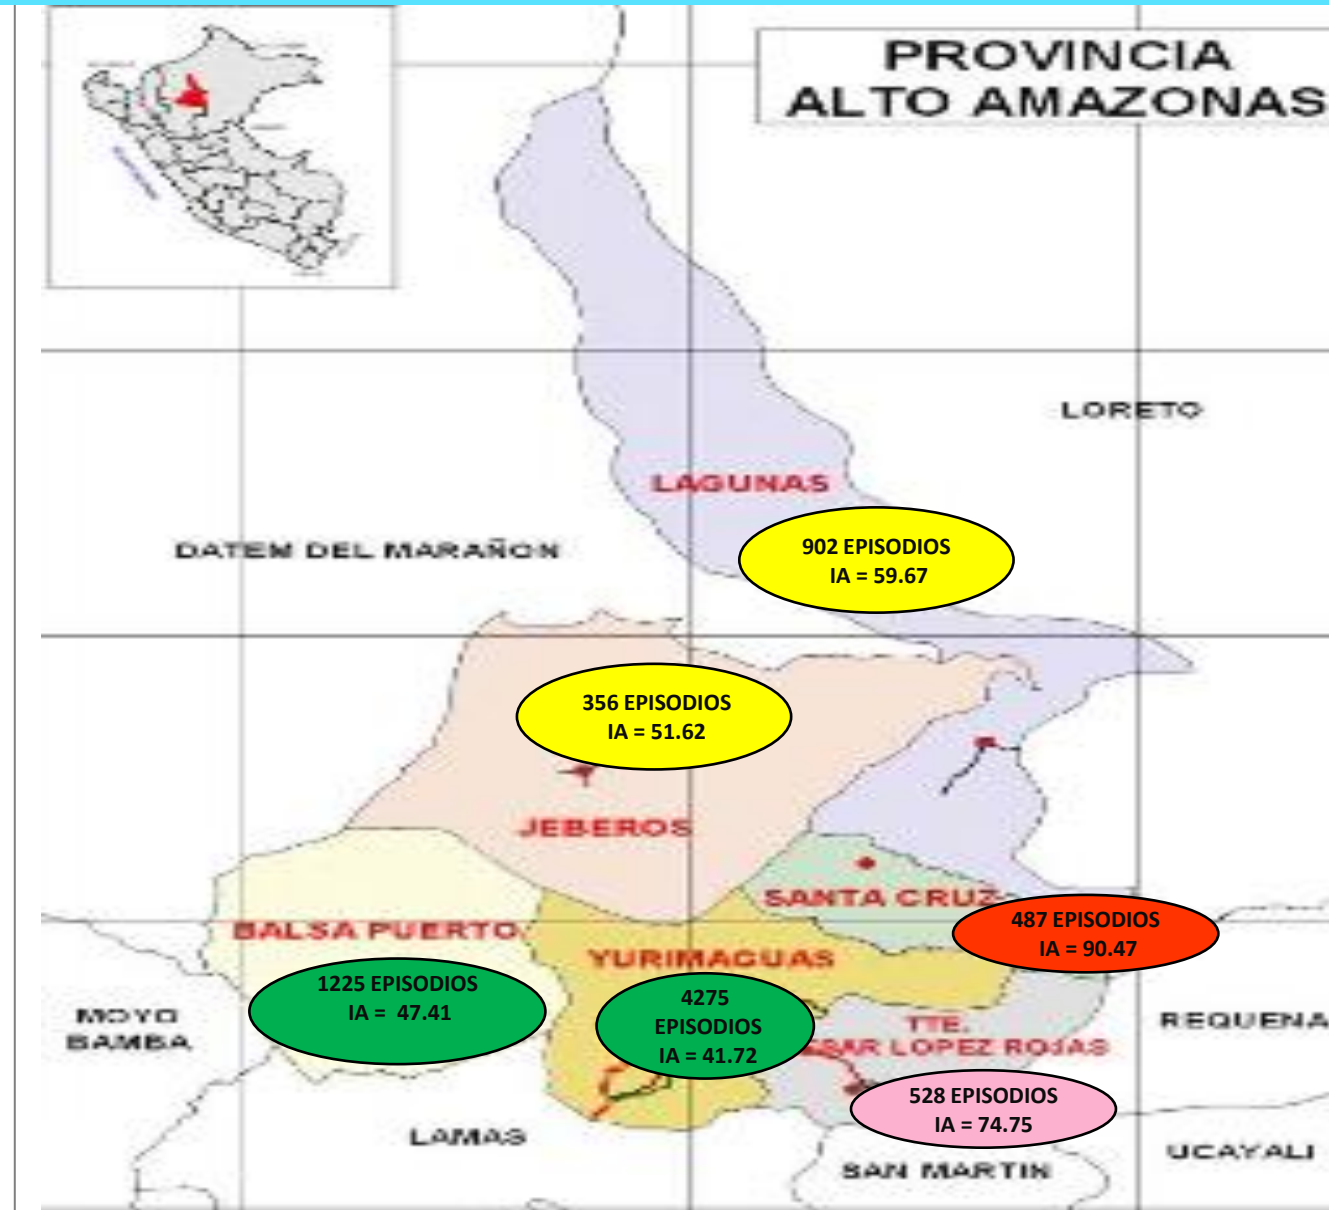 PROVINCIA
ALTO AMAZONAS
LORETO
LAGUNAS
DATEM DEL MARAÑON
902 EPISODIOS
IA = 59.67
356 EPISODIOS
IA = 51.62
JEBEROS
SANTA CRUZ
487 EPISODIOS
IA = 90.47
BALSA PUERTO
YURIMAGUAS
1225 EPISODIOS
IA = 47.41
4275
EPISODIOS
IA = 41.72
MOYO
BAMBA
TTE.
ESAR LOPEZ ROJAS
REQUENA
528 EPISODIOS
IA = 74.75
LAMAS
SAN MARTIN
UCAYALI